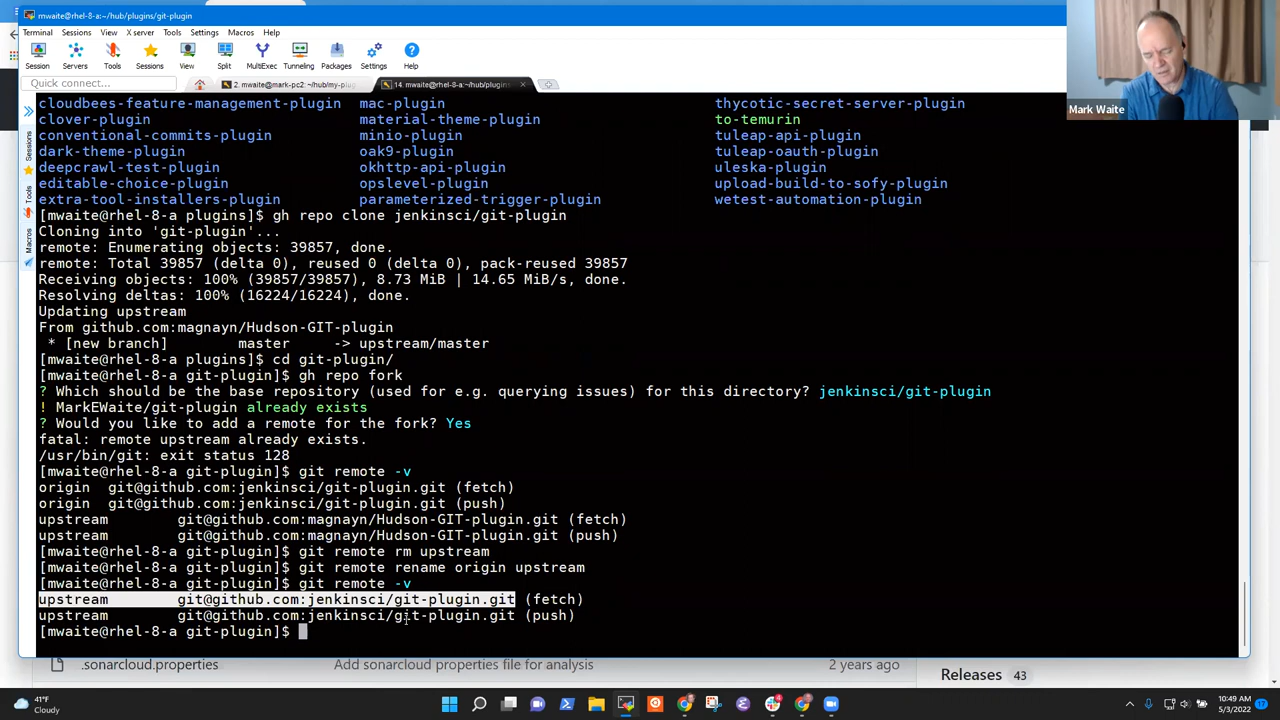 mwaite@rhel-8-a:~/hub/plugins/git-plugin
Terminal Sessions View X server Tools Settings Macros Help
Session Servers Tools Sessions View Split MultiExec Tunneling Packages Settings Help
Quick connect...
2. mwaite@mark-pc2: ~/hub/my-plug
14. mwaite@rhel-8-a:~/hub/plugins
Mark Waite
Sessions
Tools
Macros
cloudbees-feature-management-plugin mac-plugin thycotic-secret-server-plugin
clover-plugin material-theme-plugin to-temurin
conventional-commits-plugin minio-plugin tuleap-api-plugin
dark-theme-plugin oak9-plugin tuleap-oauth-plugin
deepcrawl-test-plugin okhttp-api-plugin uleska-plugin
editable-choice-plugin opslevel-plugin upload-build-to-sofy-plugin
extra-tool-installers-plugin parameterized-trigger-plugin wetest-automation-plugin
[mwaite@rhel-8-a plugins]$ gh repo clone jenkinsci/git-plugin
Cloning into 'git-plugin'...
remote: Enumerating objects: 39857, done.
remote: Total 39857 (delta 0), reused 0 (delta 0), pack-reused 39857
Receiving objects: 100% (39857/39857), 8.73 MiB | 14.65 MiB/s, done.
Resolving deltas: 100% (16224/16224), done.
Updating upstream
From github.com:magnayn/Hudson-GIT-plugin
* [new branch] master -> upstream/master
[mwaite@rhel-8-a plugins]$ cd git-plugin/
[mwaite@rhel-8-a git-plugin]$ gh repo fork
? Which should be the base repository (used for e.g. querying issues) for this directory? jenkinsci/git-plugin
! MarkEWaite/git-plugin already exists
? Would you like to add a remote for the fork? Yes
fatal: remote upstream already exists.
/usr/bin/git: exit status 128
[mwaite@rhel-8-a git-plugin]$ git remote -v
origin git@github.com:jenkinsci/git-plugin.git (fetch)
origin git@github.com:jenkinsci/git-plugin.git (push)
upstream git@github.com:magnayn/Hudson-GIT-plugin.git (fetch)
upstream git@github.com:magnayn/Hudson-GIT-plugin.git (push)
[mwaite@rhel-8-a git-plugin]$ git remote rm upstream
[mwaite@rhel-8-a git-plugin]$ git remote rename origin upstream
[mwaite@rhel-8-a git-plugin]$ git remote -v
upstream git@github.com:jenkinsci/git-plugin.git (fetch)
upstream git@github.com:jenkinsci/git-plugin.git (push)
[mwaite@rhel-8-a git-plugin]$
.sonarcloud.properties Add sonarcloud properties file for analysis 2 years ago
Releases 43
41°F
Cloudy
10:49 AM
5/3/2022
17